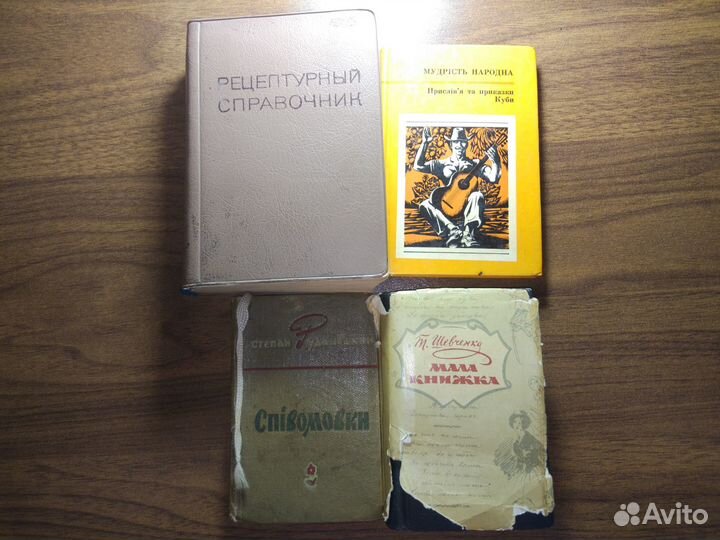 РЕЦЕПТУРНЫЙ
СПРАВОЧНИК
МУДРІСТЬ НАРОДНА
Прислів'я та приказки
Куби
СТЕПАН РУДАНСЬКИЙ
Співомовки
Т. Шевченко
МАЛА
КНИЖКА
Avito